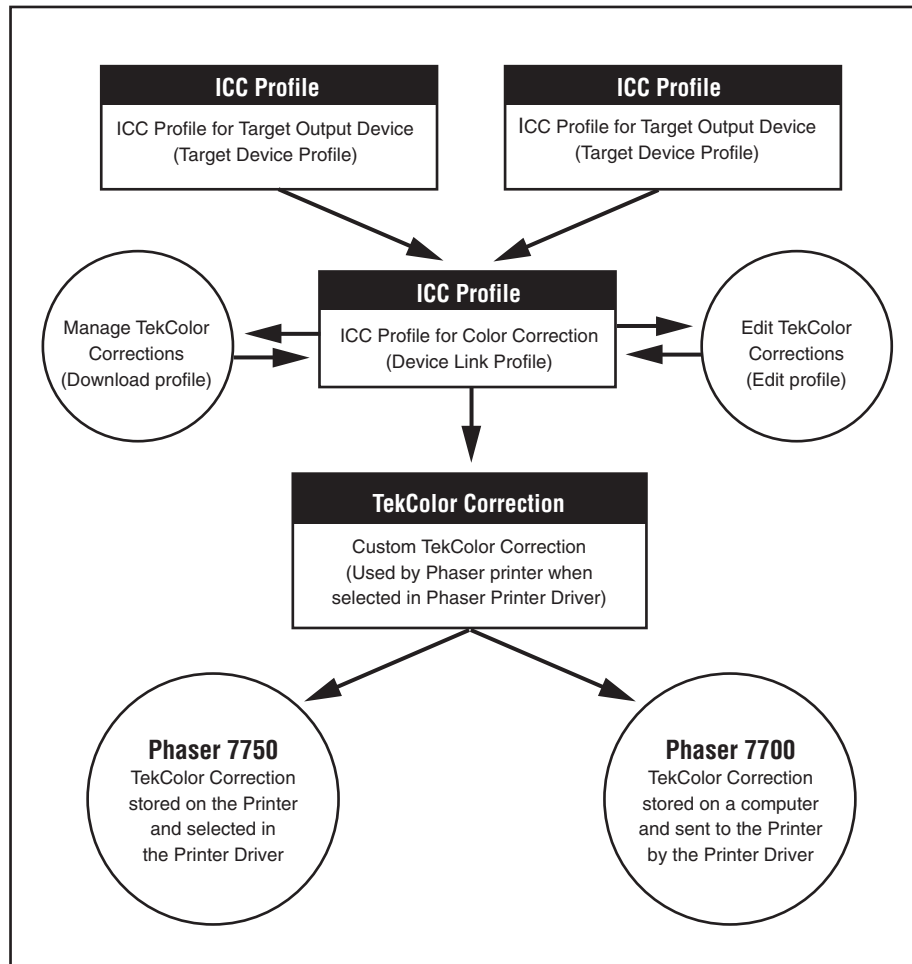 ICC Profile
ICC Profile for Target Output Device
(Target Device Profile)
ICC Profile
ICC Profile for Target Output Device
(Target Device Profile)
ICC Profile
ICC Profile for Color Correction
(Device Link Profile)
Manage TekColor
Corrections
(Download profile)
Edit TekColor
Corrections
(Edit profile)
TekColor Correction
Custom TekColor Correction
(Used by Phaser printer when
selected in Phaser Printer Driver)
Phaser 7750
TekColor Correction
stored on the Printer
and selected in
the Printer Driver
Phaser 7700
TekColor Correction
stored on a computer
and sent to the Printer
by the Printer Driver